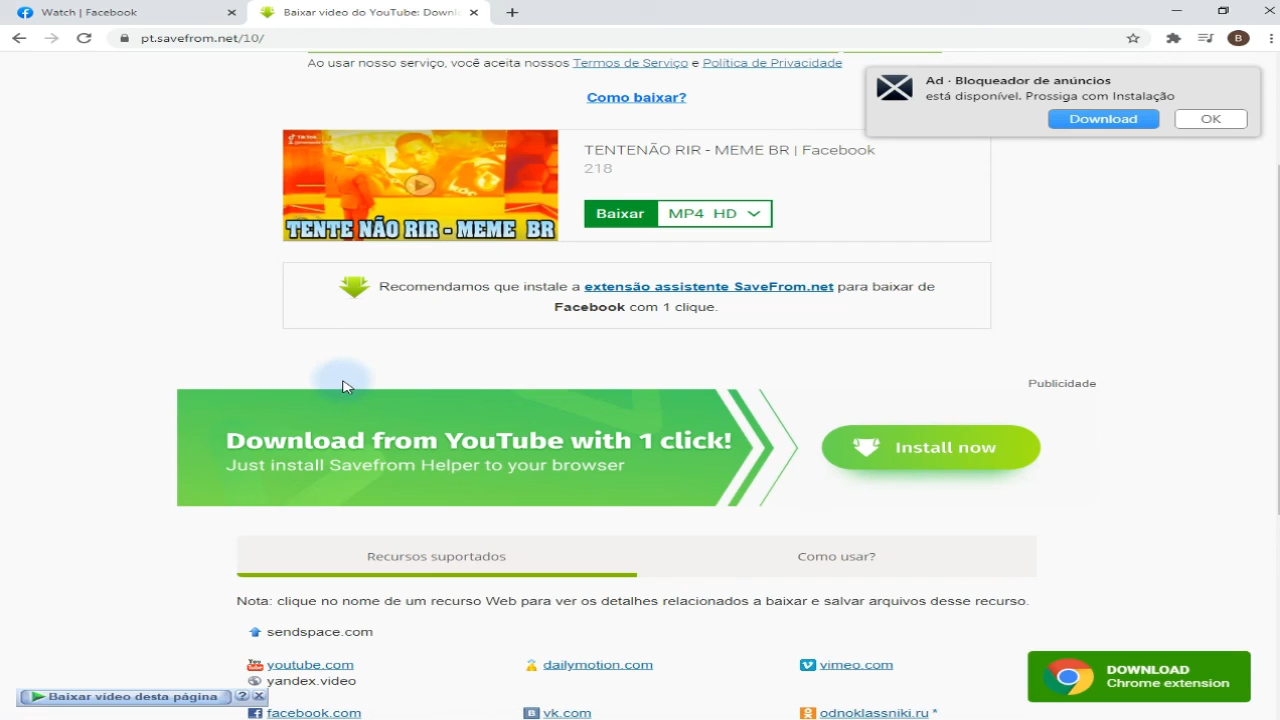 Watch | Facebook
Baixar video do YouTube: Downl
pt.savefrom.net/10/
B
Ao usar nosso serviço, você aceita nossos Termos de Serviço e Política de Privacidade
Ad · Bloqueador de anúncios
está disponível. Prossiga com Instalação
Download OK
Como baixar?
TikTok
TENTE NÃO RIR - MEME BR
TENTENÃO RIR - MEME BR | Facebook
218
Baixar MP4 HD
Recomendamos que instale a extensão assistente SaveFrom.net para baixar de
Facebook com 1 clique.
Publicidade
Download from YouTube with 1 click!
Just install Savefrom Helper to your browser
Install now
Recursos suportados Como usar?
Nota: clique no nome de um recurso Web para ver os detalhes relacionados a baixar e salvar arquivos desse recurso.
sendspace.com
youtube.com dailymotion.com vimeo.com
yandex.video
facebook.com vk.com odnoklassniki.ru *
Baixar vídeo desta página ?
DOWNLOAD
Chrome extension